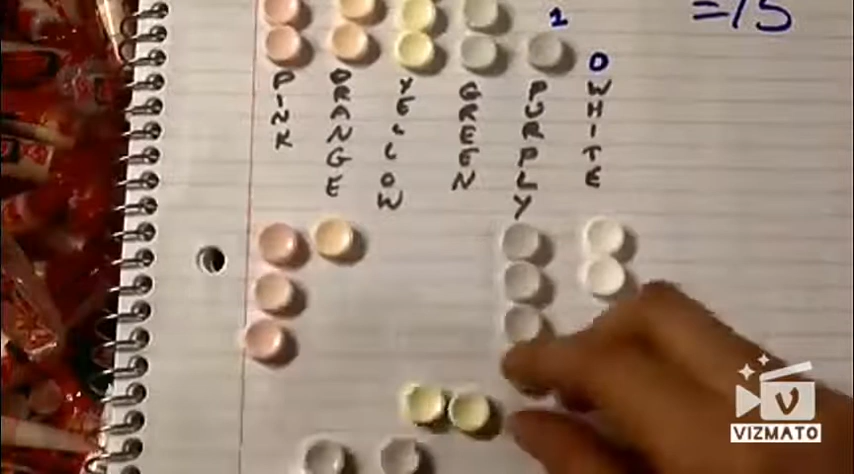 =15
1
0
PINK
ORANGE
YELLOW
GREEN
PURPLY
WHITE
VIZMATO